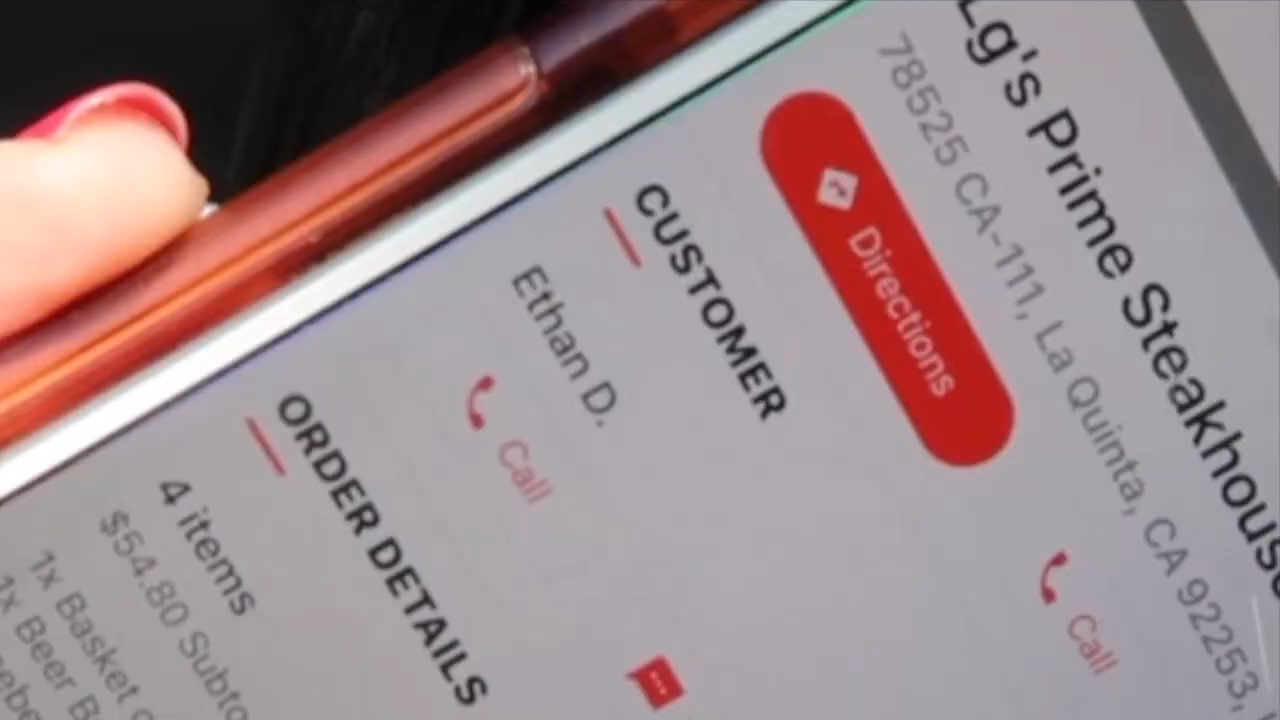 Lg's Prime Steakhouse
78525 CA-111, La Quinta, CA 92253,
Directions
Call
CUSTOMER
Ethan D.
Call
ORDER DETAILS
4 items
$54.80 Subto
1x Basket
1x Beer B